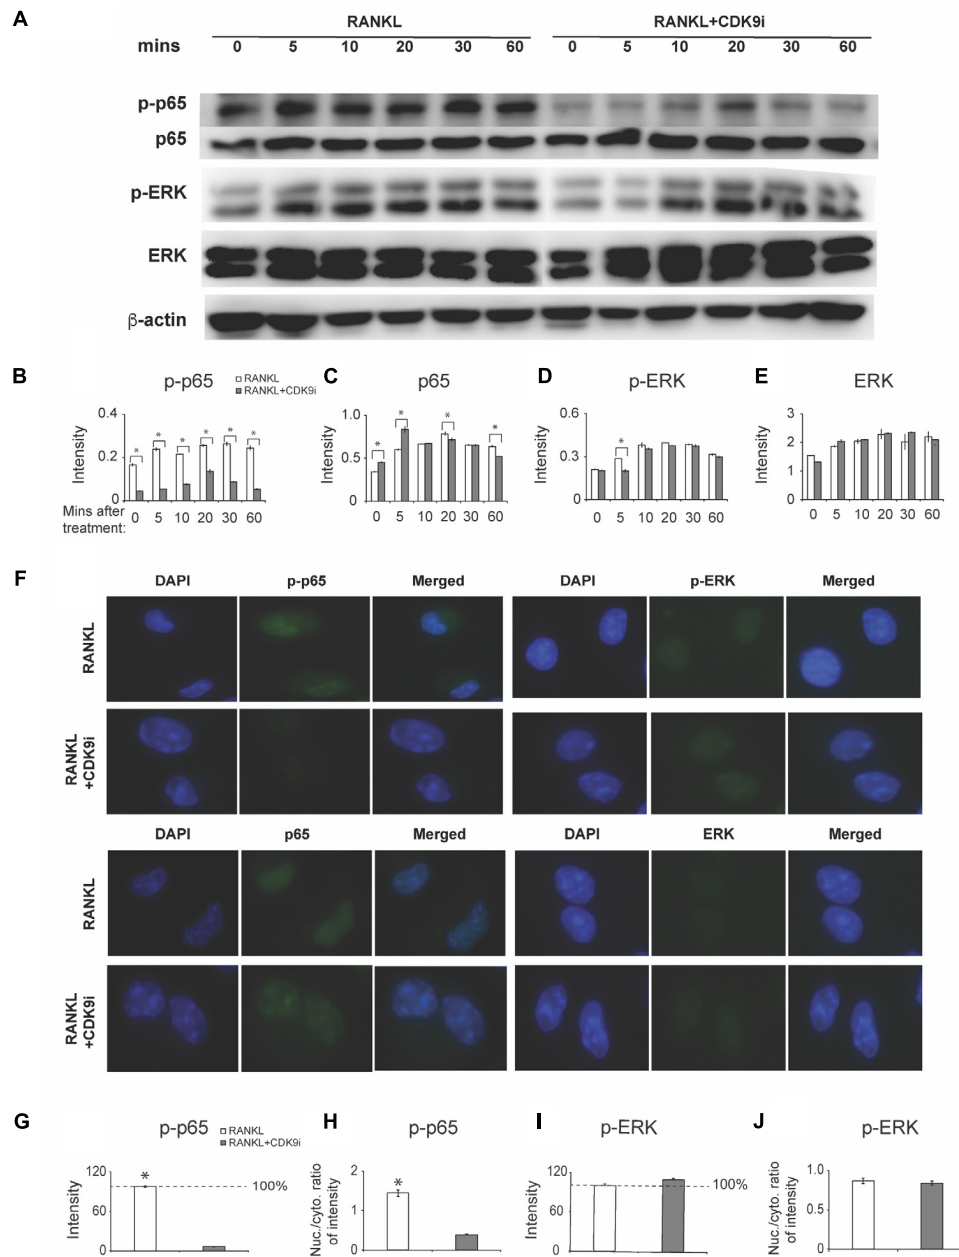 A
RANKL RANKL+CDK9i
mins 0 5 10 20 30 60 0 5 10 20 30 60
p-p65
p65
p-ERK
ERK
β-actin
B p-p65 RANKL RANKL+CDK9i
Intensity
0.4
0.2
0
* * * * * *
Mins after treatment: 0 5 10 20 30 60
C p65
Intensity
1.0
0.5
0
* * * *
0 5 10 20 30 60
D p-ERK
Intensity
0.6
0.3
0
*
0 5 10 20 30 60
E ERK
Intensity
3
2
1
0
0 5 10 20 30 60
F
DAPI p-p65 Merged DAPI p-ERK Merged
RANKL
RANKL
+CDK9i
DAPI p65 Merged DAPI ERK Merged
RANKL
RANKL
+CDK9i
G p-p65 RANKL RANKL+CDK9i
Intensity
120
60
0
*
100%
H p-p65
Nuc./cyto. ratio
of intensity
2
1
0
*
I p-ERK
Intensity
120
60
0
100%
J p-ERK
Nuc./cyto. ratio
of intensity
1.0
0.5
0